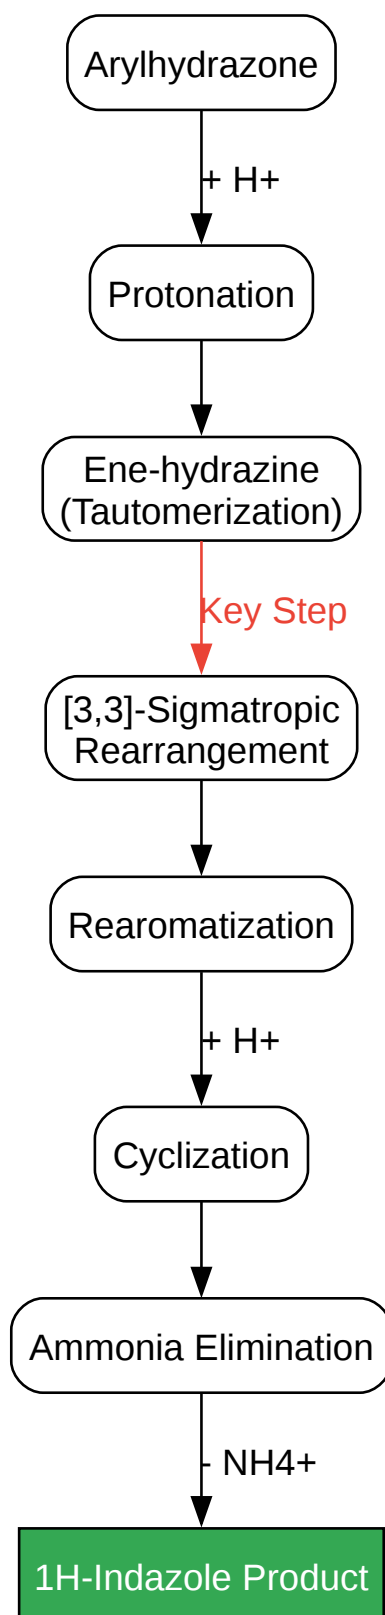 Arylhydrazone
+ H+
Protonation
Ene-hydrazine
(Tautomerization)
Key Step
[3,3]-Sigmatropic
Rearrangement
Rearomatization
+ H+
Cyclization
Ammonia Elimination
- NH4+
1H-Indazole Product